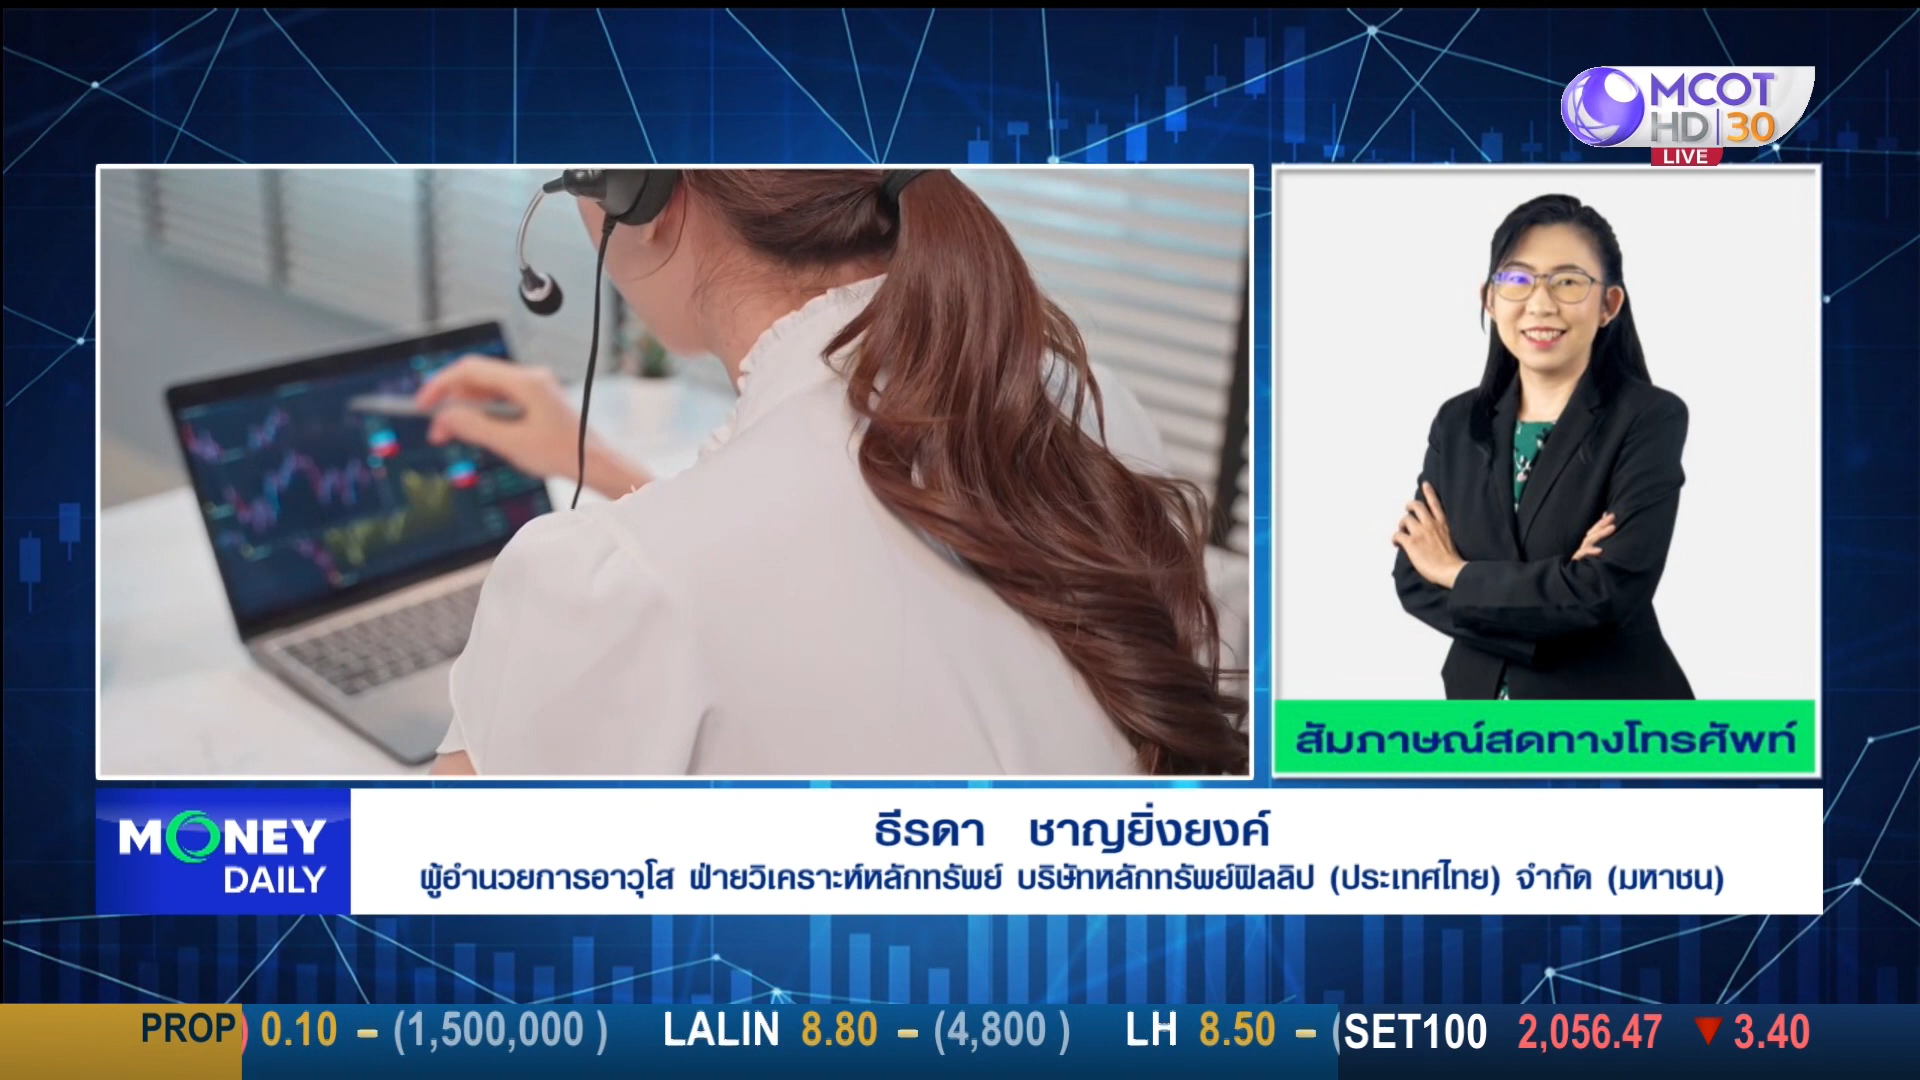 MCOT
HD 30
LIVE
สัมภาษณ์สดทางโทรศัพท์
MONEY
DAILY
ธีรดา ชาญยิ่งยงค์
ผู้อำนวยการอาวุโส ฝ่ายวิเคราะห์หลักทรัพย์ บริษัทหลักทรัพย์ฟิลลิป (ประเทศไทย) จำกัด (มหาชน)
PROP ) 0.10 – (1,500,000 ) LALIN 8.80 – (4,800 ) LH 8.50 – ( SET100 2,056.47 ▼ 3.40